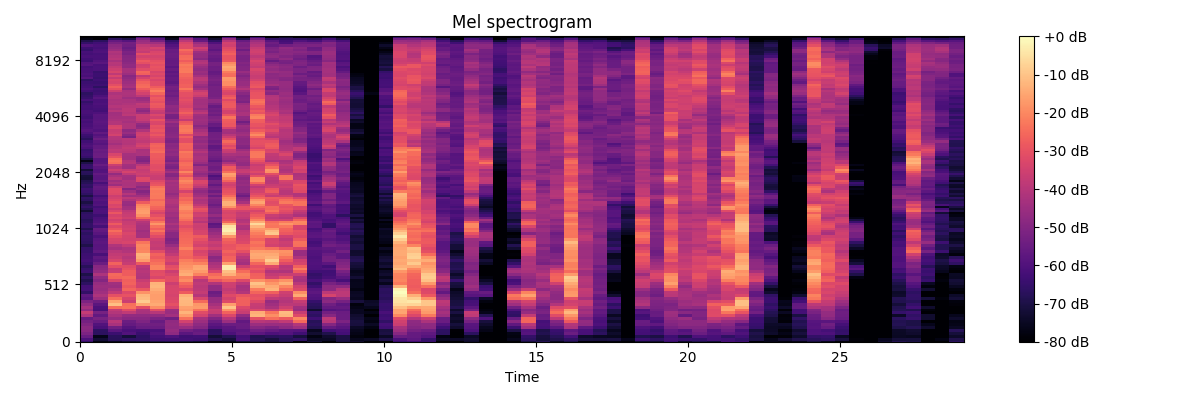 Mel spectrogram
Hz
8192
4096
2048
1024
512
0
0 5 10 15 20 25
Time
+0 dB
-10 dB
-20 dB
-30 dB
-40 dB
-50 dB
-60 dB
-70 dB
-80 dB